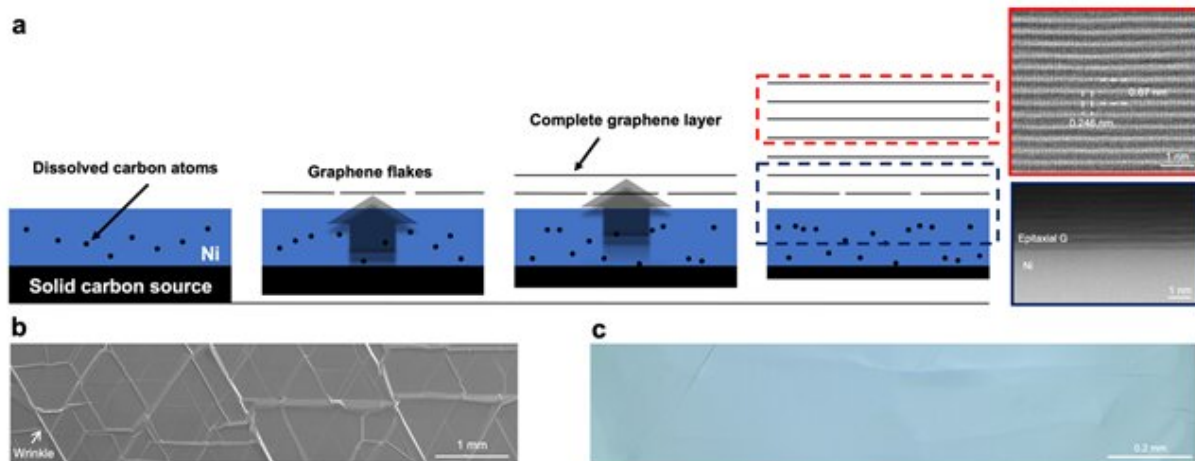 a
Dissolved carbon atoms
Ni
Solid carbon source
Graphene flakes
Complete graphene layer
0.67 nm
0.246 nm
1 nm
Epitaxial G
Ni
1 nm
b
Wrinkle
1 mm
c
0.2 mm